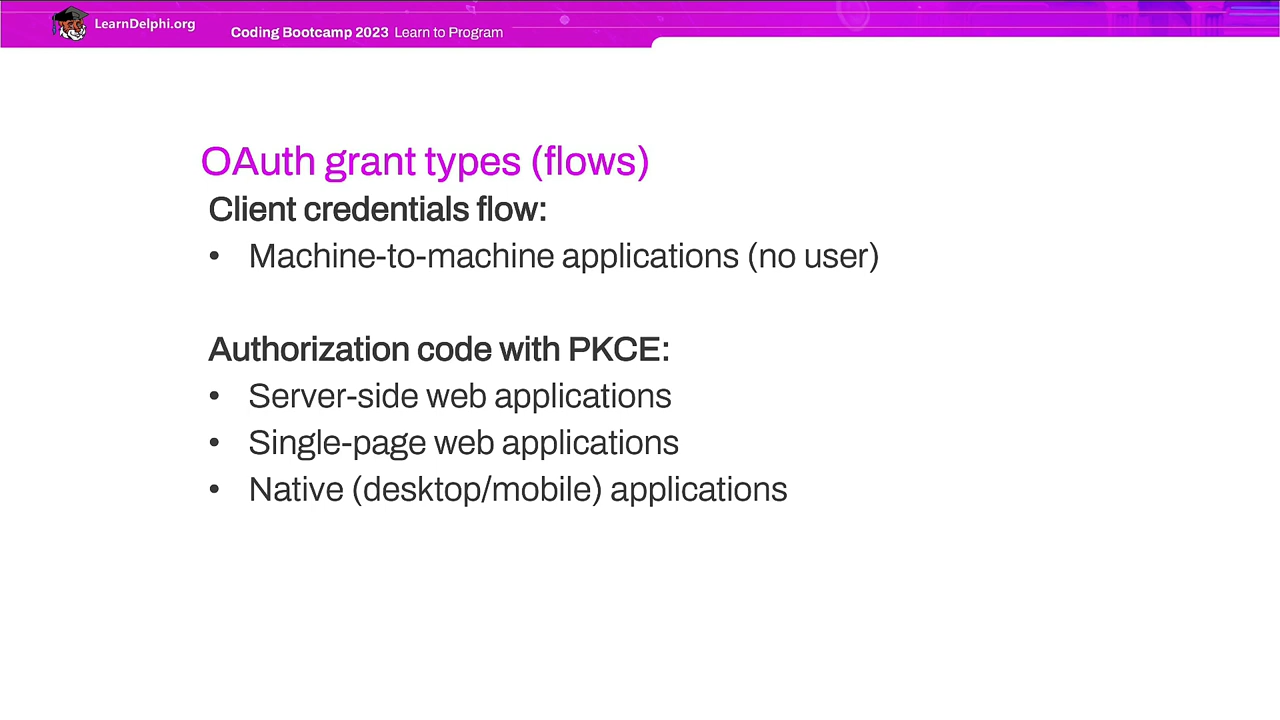 LearnDelphi.org
Coding Bootcamp 2023 Learn to Program
OAuth grant types (flows)
Client credentials flow:
• Machine-to-machine applications (no user)
Authorization code with PKCE:
• Server-side web applications
• Single-page web applications
• Native (desktop/mobile) applications